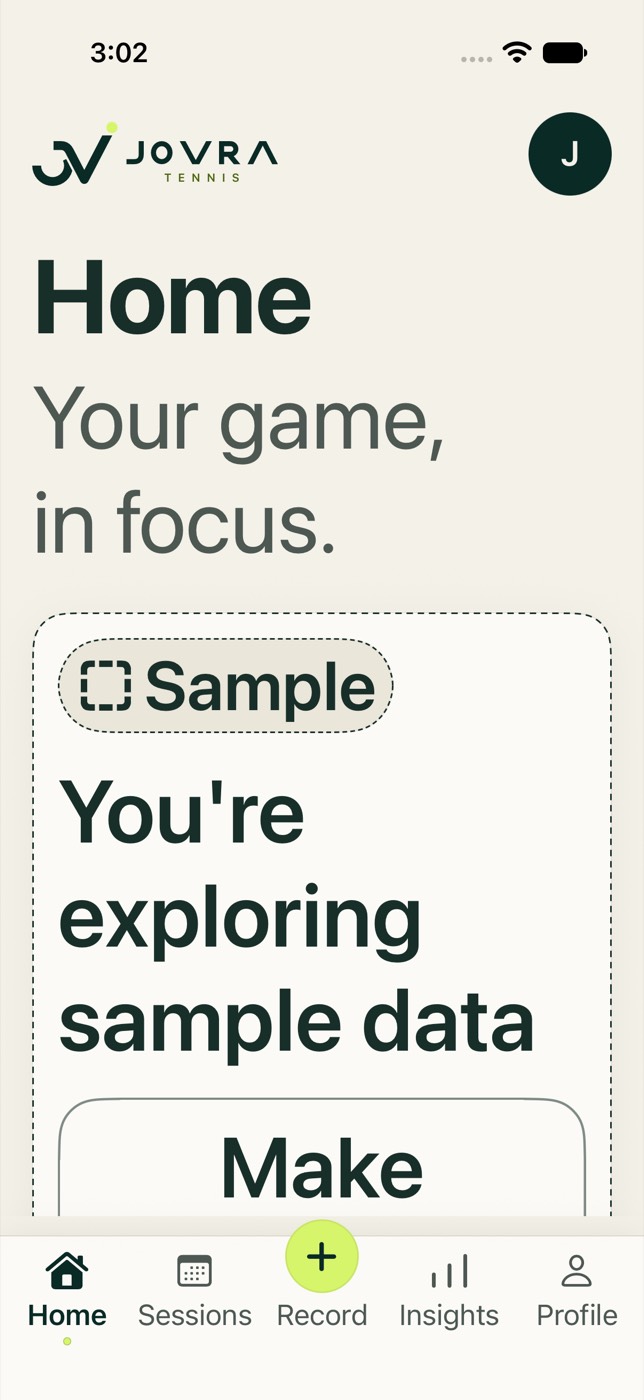 3:02
JOVRA
TENNIS
J
Home
Your game,
in focus.
Sample
You're
exploring
sample data
Make
Home
Sessions
Record
Insights
Profile